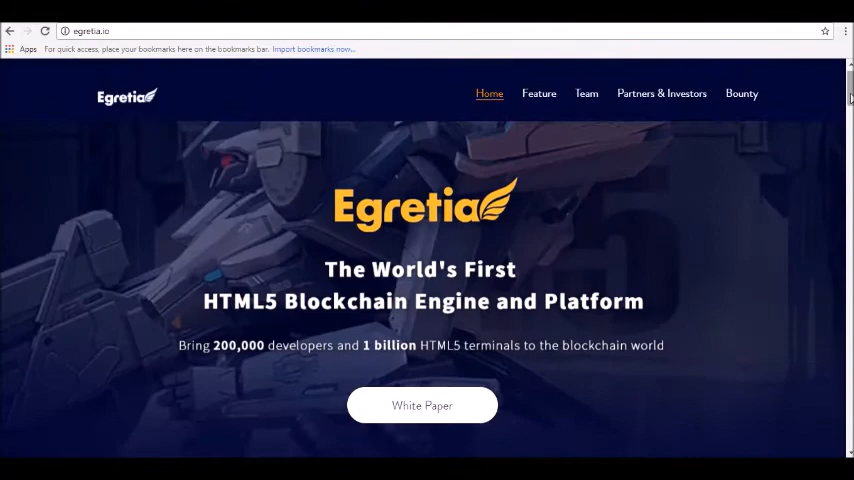 egretia.io
Apps For quick access, place your bookmarks here on the bookmarks bar. Import bookmarks now...
Egretia
Home Feature Team Partners & Investors Bounty
Egretia
The World's First
HTML5 Blockchain Engine and Platform
Bring 200,000 developers and 1 billion HTML5 terminals to the blockchain world
White Paper